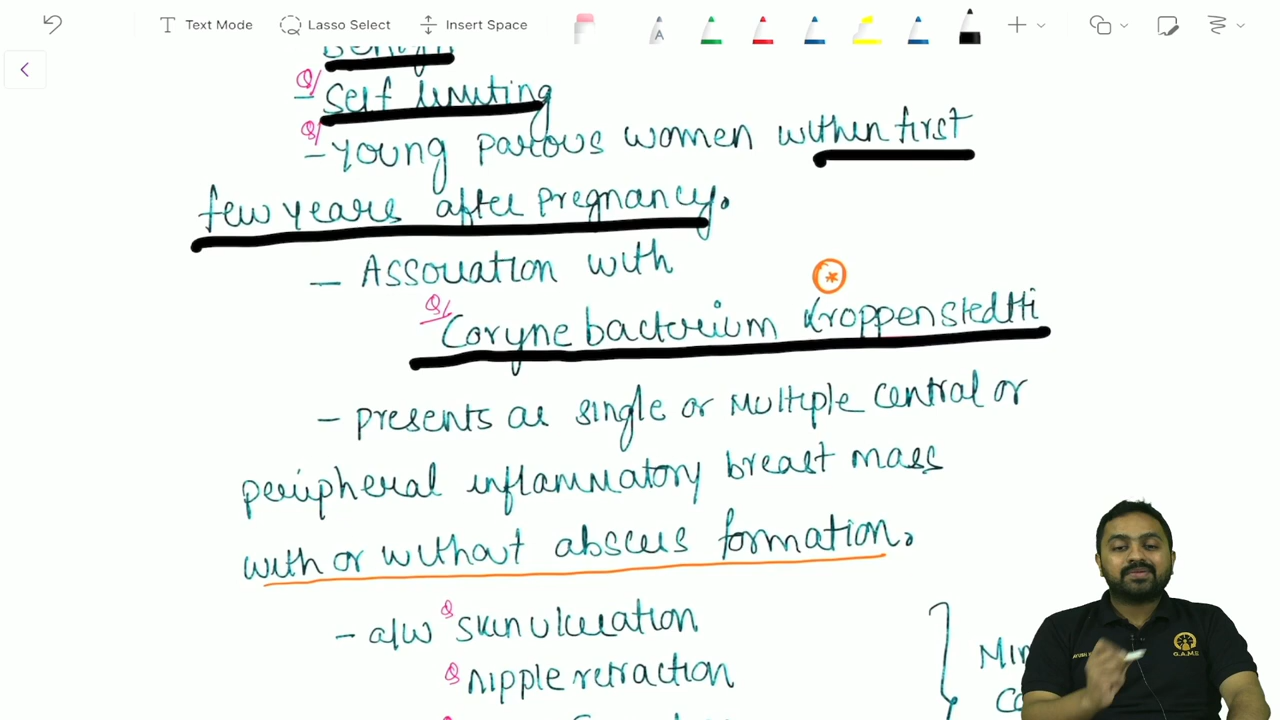 Text Mode
Lasso Select
Insert Space
A
Benign
Q/
- Self limiting
Q/
- Young parous women within first
few years after pregnancy.
- Association with
Q/
Corynebacterium kroppenstedtii
- presents as single or multiple central or
peripheral inflammatory breast mass
with or without abscess formation.
- a/w Q skin ulceration
Q Nipple retraction
G.A.M.S